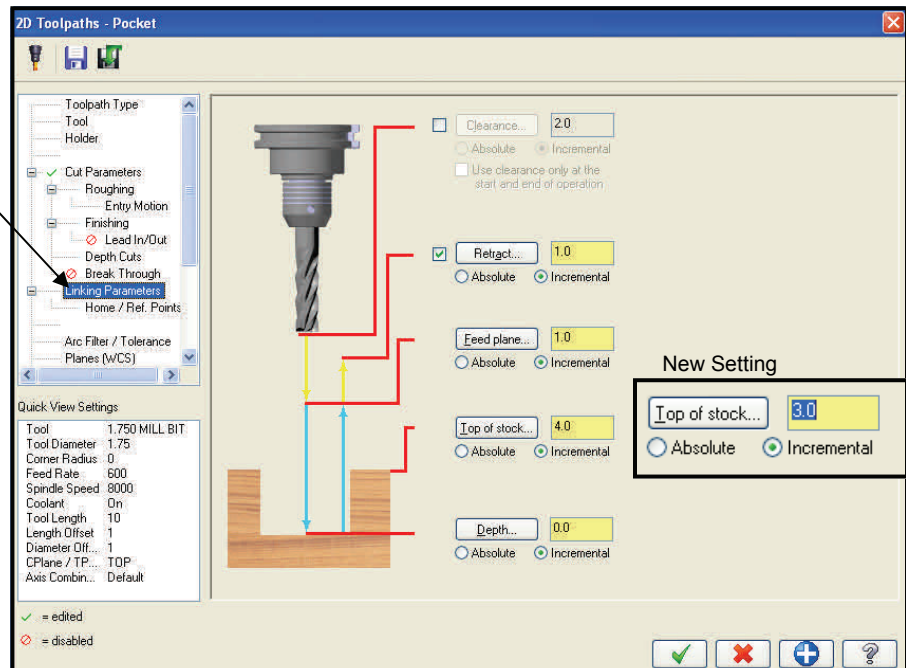 2D Toolpaths - Pocket
Toolpath Type
Tool
Holder
Cut Parameters
Roughing
Entry Motion
Finishing
Lead In/Out
Depth Cuts
Break Through
Linking Parameters
Home / Ref. Points
Arc Filter / Tolerance
Planes (WCS)
Quick View Settings
Tool 1.750 MILL BIT
Tool Diameter 1.75
Corner Radius 0
Feed Rate 600
Spindle Speed 8000
Coolant On
Tool Length 10
Length Offset 1
Diameter Off... 1
CPlane / TP... TOP
Axis Combin... Default
✓ = edited
= disabled
Clearance... 2.0
Absolute Incremental
Use clearance only at the
start and end of operation
Retract... 1.0
Absolute Incremental
Feed plane... 1.0
Absolute Incremental
Top of stock... 4.0
Absolute Incremental
Depth... 0.0
Absolute Incremental
New Setting
Top of stock... 3.0
Absolute Incremental